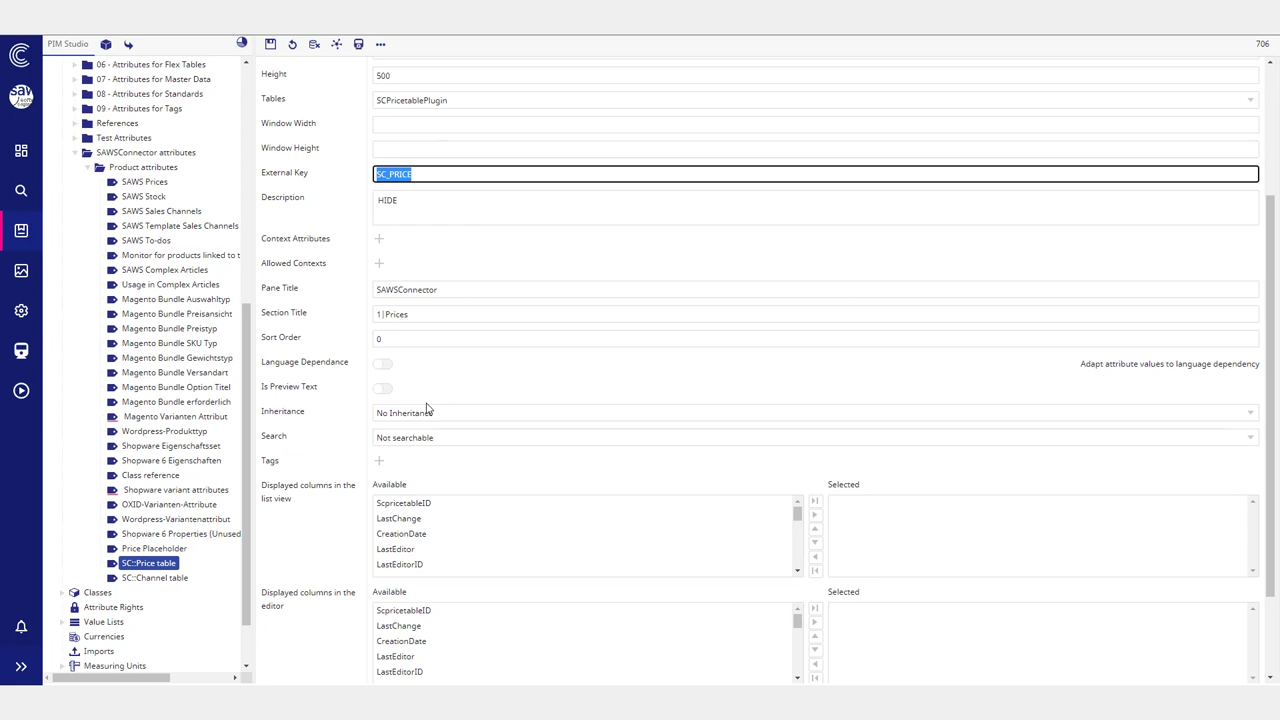 PIM Studio
706
06 - Attributes for Flex Tables
07 - Attributes for Master Data
08 - Attributes for Standards
09 - Attributes for Tags
References
Test Attributes
SAWSConnector attributes
Product attributes
SAWS Prices
SAWS Stock
SAWS Sales Channels
SAWS Template Sales Channels
SAWS To-dos
Monitor for products linked to t
SAWS Complex Articles
Usage in Complex Articles
Magento Bundle Auswahltyp
Magento Bundle Preisansicht
Magento Bundle Preistyp
Magento Bundle SKU Typ
Magento Bundle Gewichtstyp
Magento Bundle Versandart
Magento Bundle Option Titel
Magento Bundle erforderlich
Magento Varianten Attribut
Wordpress-Produkttyp
Shopware Eigenschaftsset
Shopware 6 Eigenschaften
Class reference
Shopware variant attributes
OXID-Varianten-Attribute
Wordpress-Variantenattribut
Shopware 6 Properties (Unused
Price Placeholder
SC::Price table
SC::Channel table
Classes
Attribute Rights
Value Lists
Currencies
Imports
Measuring Units
Height
500
Tables
SCPricetablePlugin
Window Width
Window Height
External Key
SC_PRICE
Description
HIDE
Context Attributes
Allowed Contexts
Pane Title
SAWSConnector
Section Title
1|Prices
Sort Order
0
Language Dependance
Adapt attribute values to language dependency
Is Preview Text
Inheritance
No Inheritance
Search
Not searchable
Tags
Displayed columns in the
list view
Available
Selected
ScpricetableID
LastChange
CreationDate
LastEditor
LastEditorID
Displayed columns in the
editor
Available
Selected
ScpricetableID
LastChange
CreationDate
LastEditor
LastEditorID